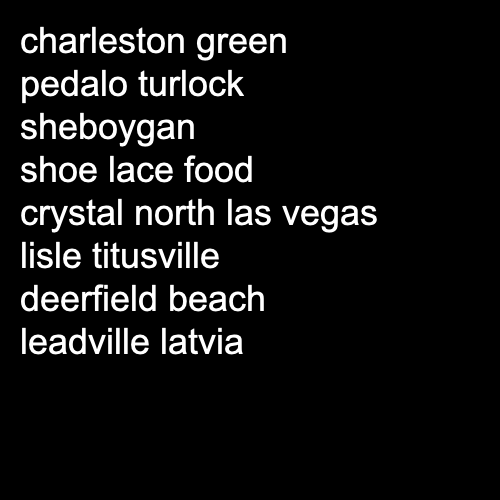 charleston green
pedalo turlock
sheboygan
shoe lace food
crystal north las vegas
lisle titusville
deerfield beach
leadville latvia